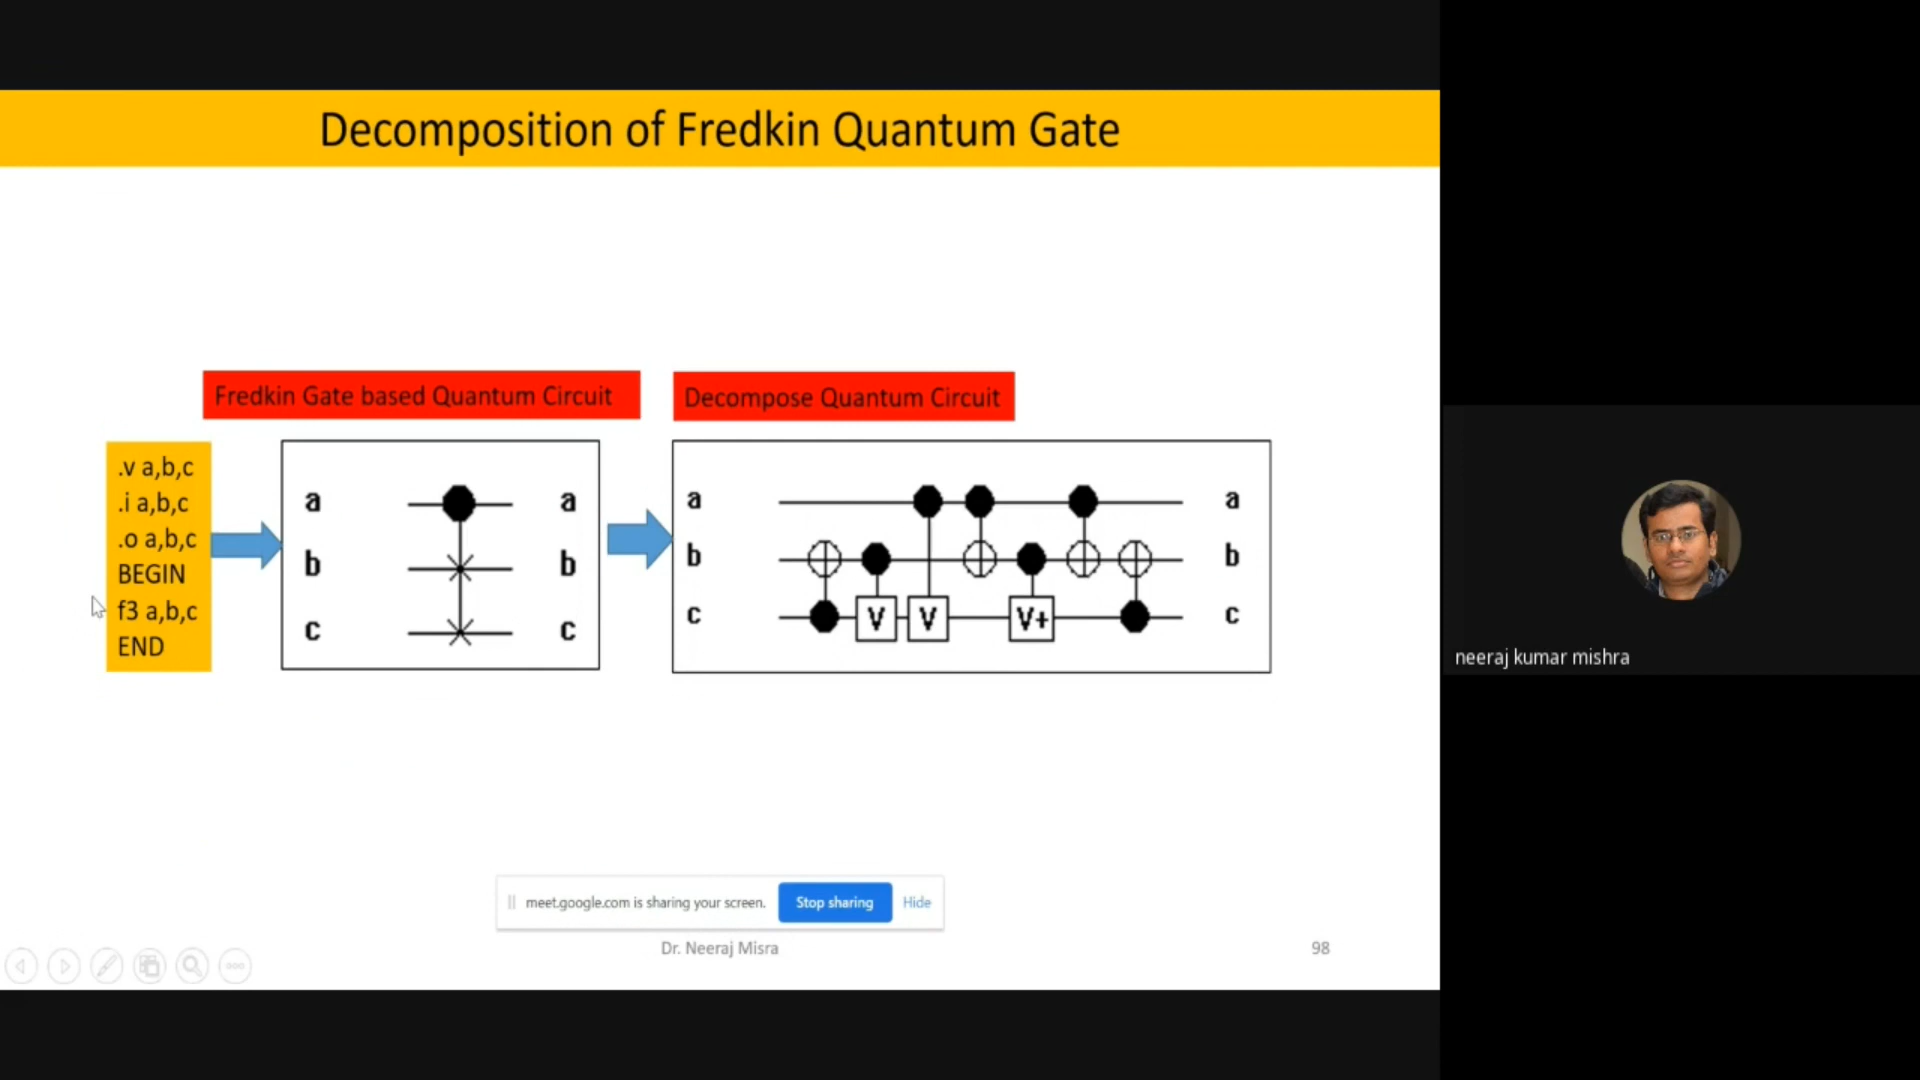 Decomposition of Fredkin Quantum Gate
Fredkin Gate based Quantum Circuit
Decompose Quantum Circuit
.v a,b,c
.i a,b,c
.o a,b,c
BEGIN
f3 a,b,c
END
a a
b b
c c
a a
b b
c V V V+ c
neeraj kumar mishra
meet.google.com is sharing your screen. Stop sharing Hide
Dr. Neeraj Misra 98